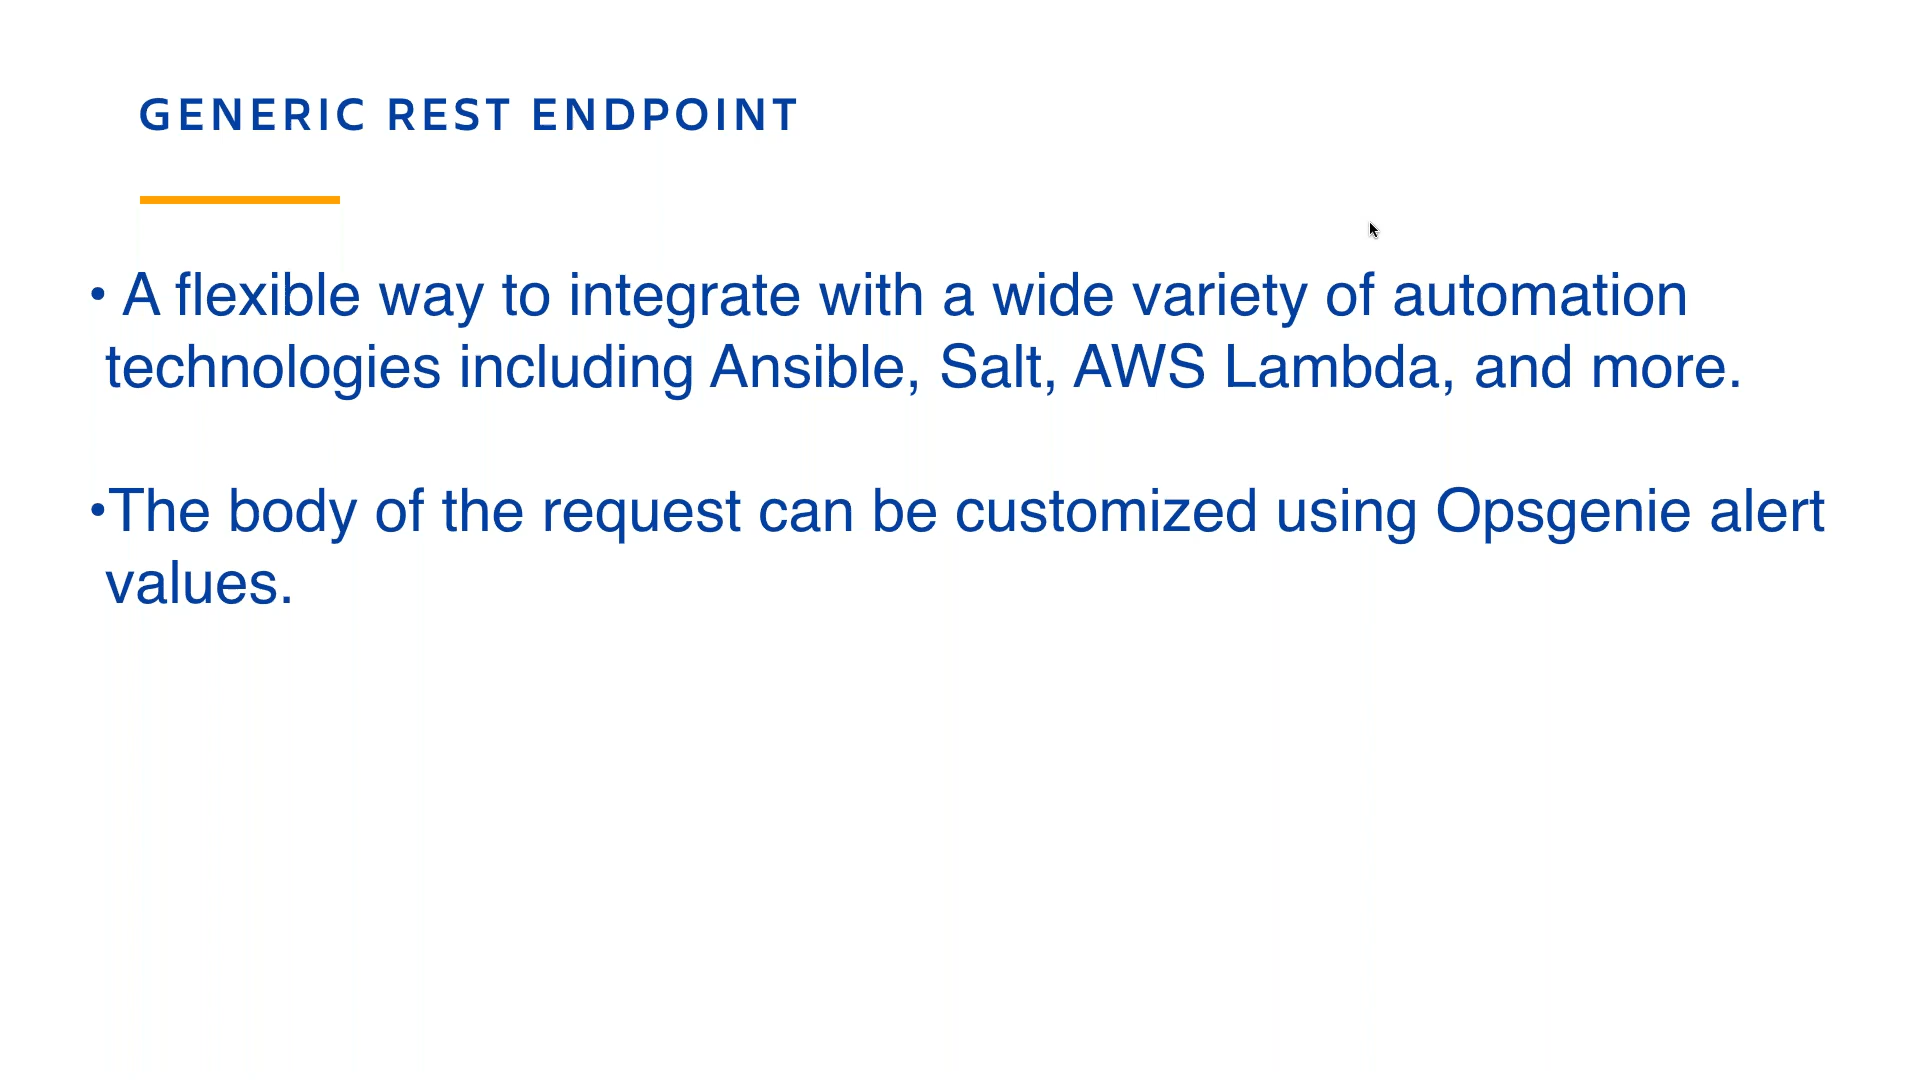 GENERIC REST ENDPOINT
• A flexible way to integrate with a wide variety of automation
technologies including Ansible, Salt, AWS Lambda, and more.
•The body of the request can be customized using Opsgenie alert
values.